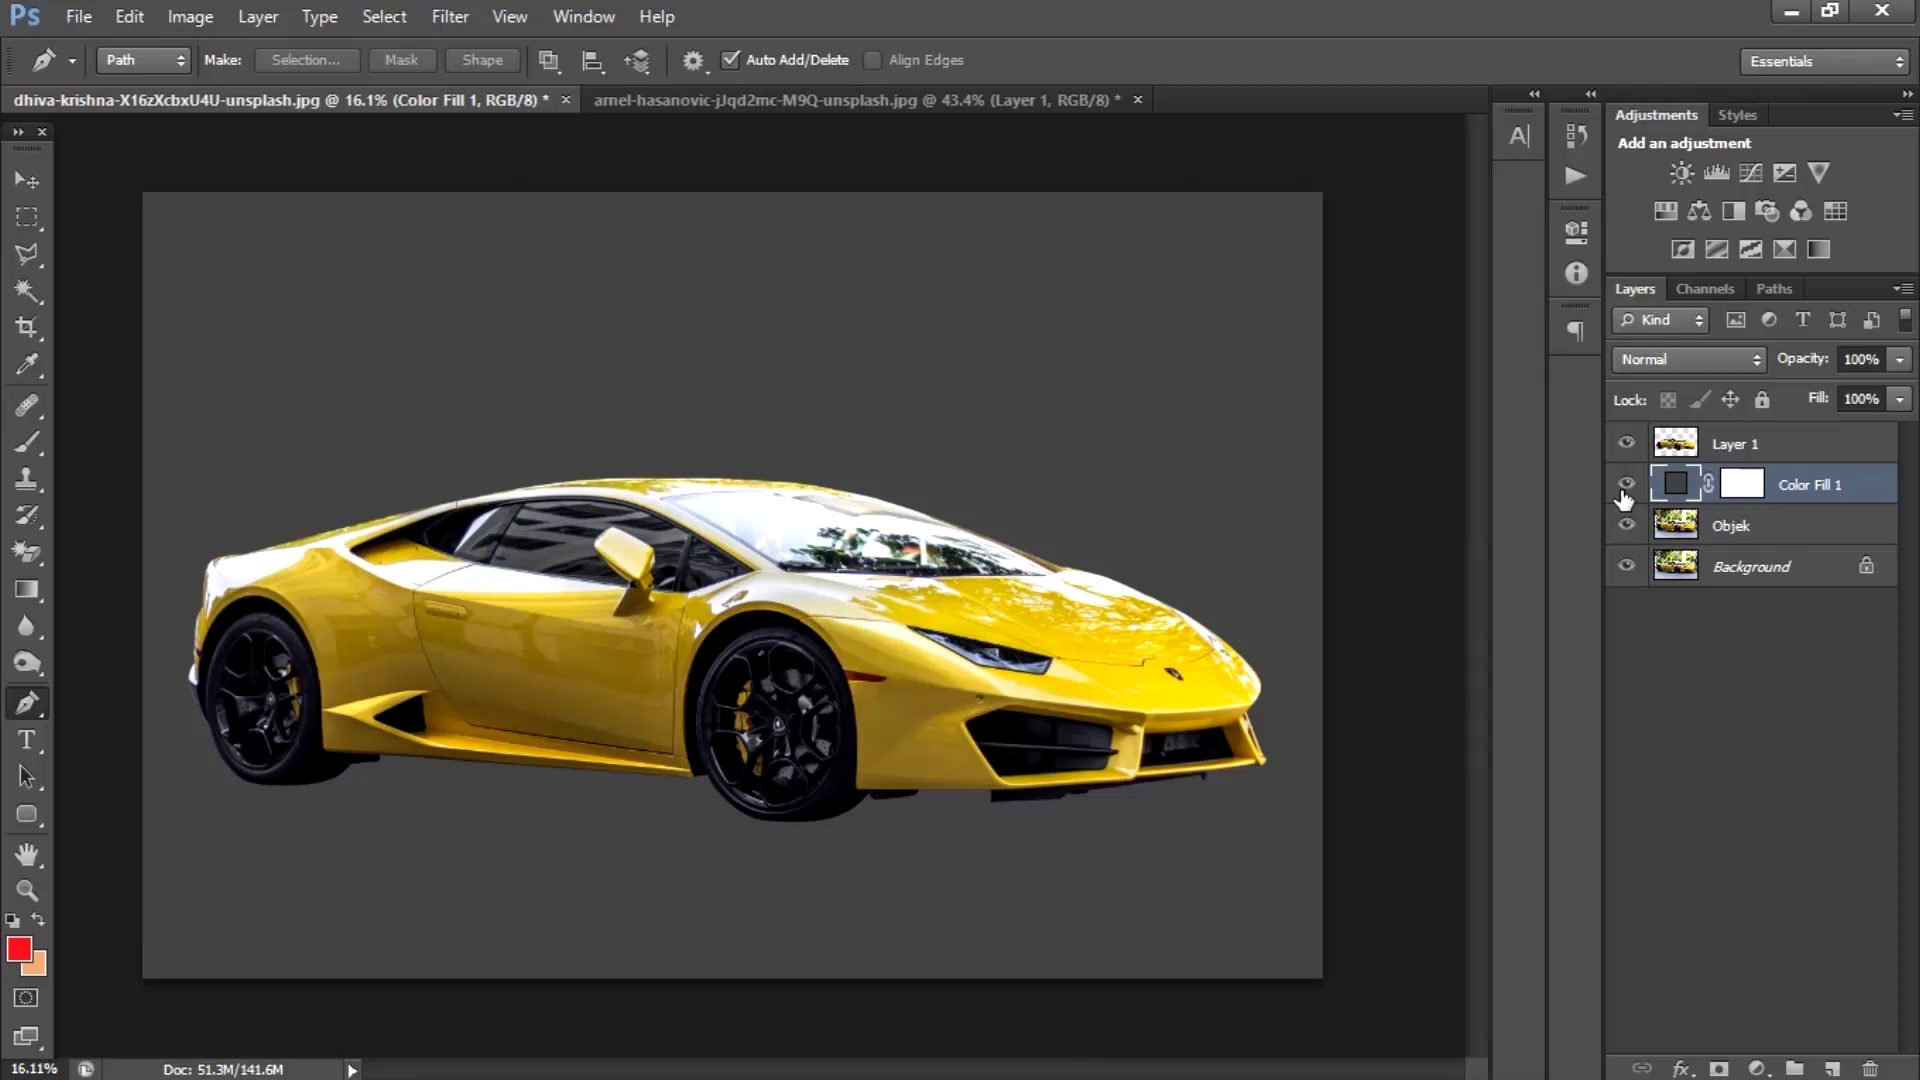 Ps File Edit Image Layer Type Select Filter View Window Help
Path Make: Selection... Mask Shape Auto Add/Delete Align Edges Essentials
dhiva-krishna-X16zXcbxU4U-unsplash.jpg @ 16.1% (Color Fill 1, RGB/8) * × arnel-hasanovic-jJqd2mc-M9Q-unsplash.jpg @ 43.4% (Layer 1, RGB/8) * ×
Adjustments Styles
Add an adjustment
Layers Channels Paths
Kind
Normal Opacity: 100%
Lock: Fill: 100%
Layer 1
Color Fill 1
Objek
Background
16.11% Doc: 51.3M/141.6M